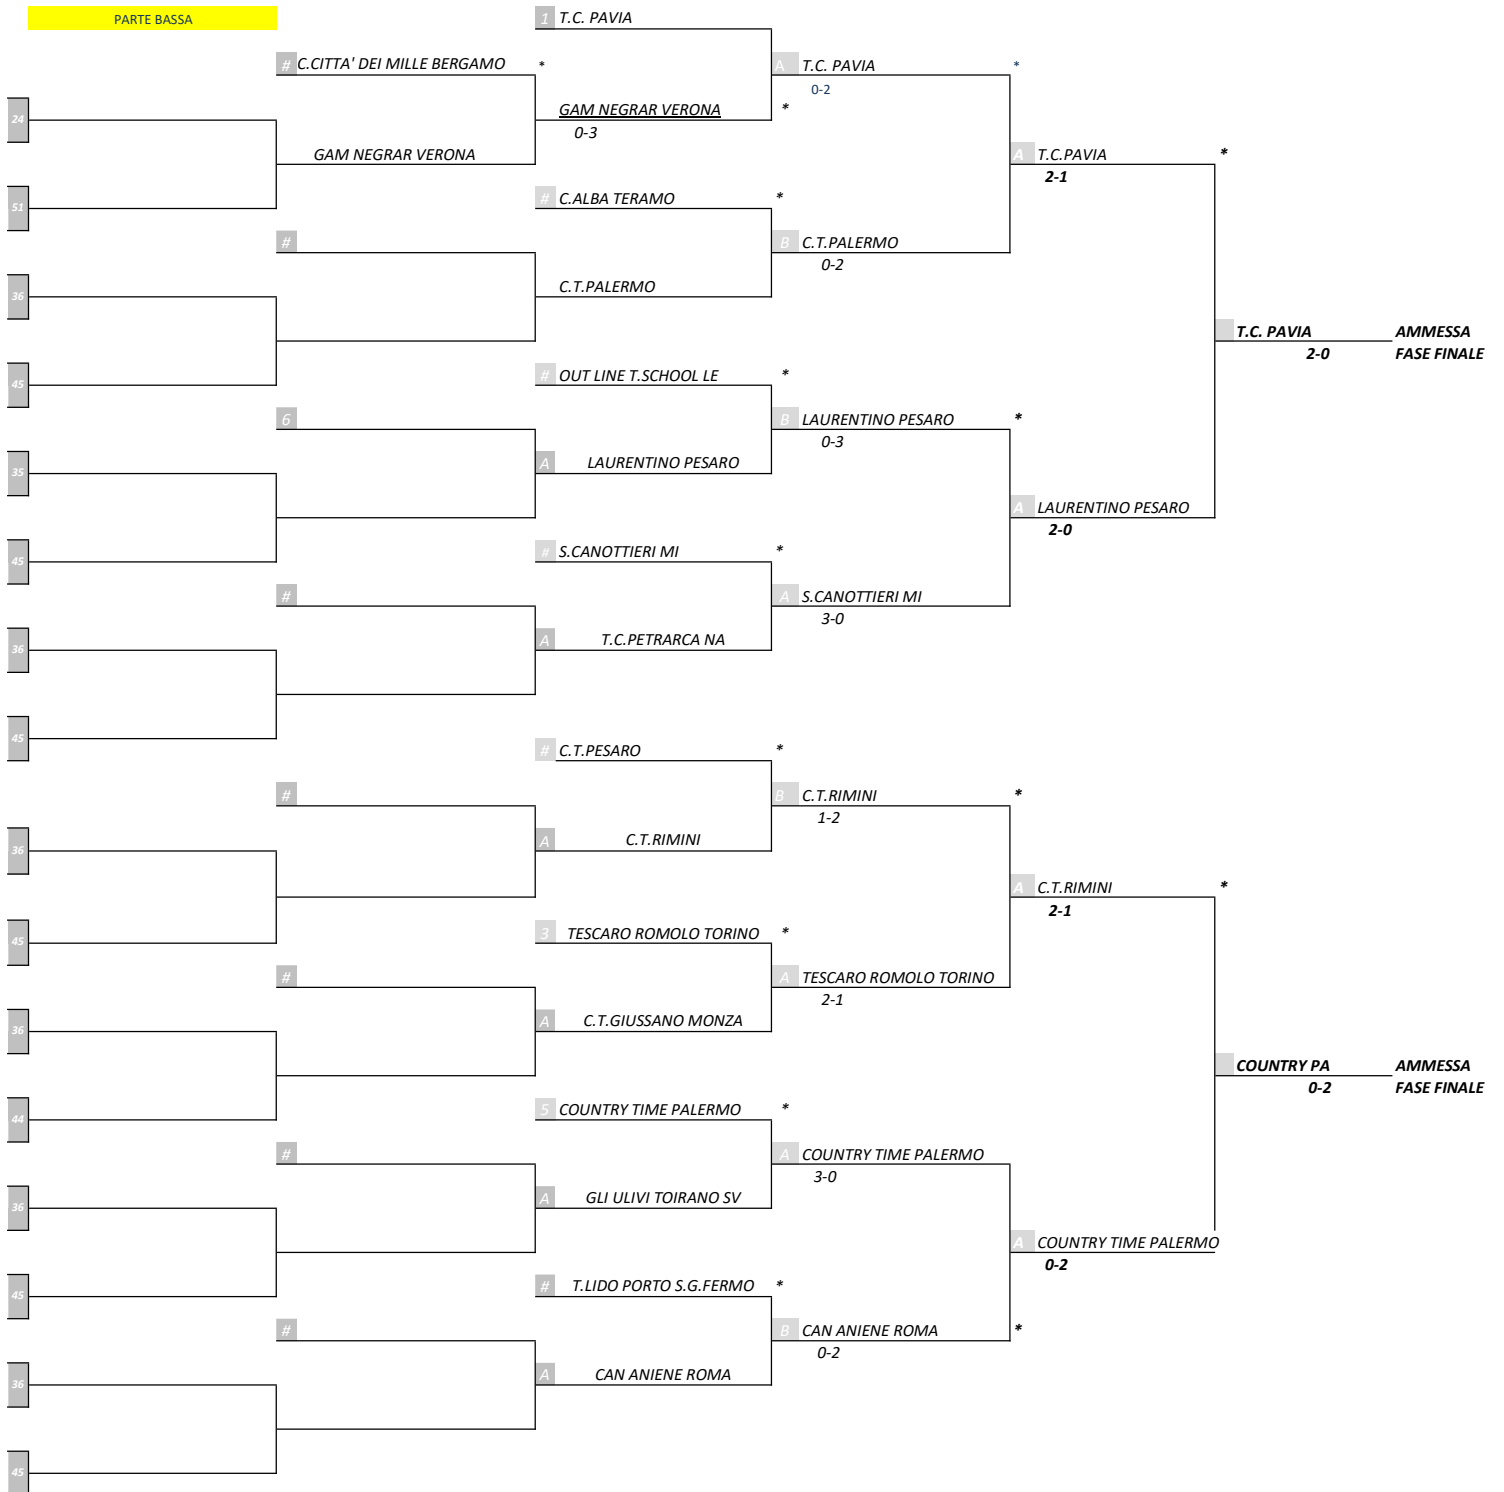 PARTE BASSA
1 T.C. PAVIA
# C.CITTA' DEI MILLE BERGAMO *
A T.C. PAVIA *
0-2
24
GAM NEGRAR VERONA *
0-3
GAM NEGRAR VERONA
A T.C.PAVIA *
2-1
51
# C.ALBA TERAMO *
#
B C.T.PALERMO
0-2
36
C.T.PALERMO
T.C. PAVIA AMMESSA
2-0 FASE FINALE
45
# OUT LINE T.SCHOOL LE *
6
B LAURENTINO PESARO *
0-3
35
A LAURENTINO PESARO
A LAURENTINO PESARO
2-0
45
# S.CANOTTIERI MI *
#
A S.CANOTTIERI MI
3-0
36
A T.C.PETRARCA NA
45
# C.T.PESARO *
#
B C.T.RIMINI *
1-2
36
A C.T.RIMINI
A C.T.RIMINI *
2-1
45
3 TESCARO ROMOLO TORINO *
#
A TESCARO ROMOLO TORINO
2-1
36
A C.T.GIUSSANO MONZA
COUNTRY PA AMMESSA
0-2 FASE FINALE
44
5 COUNTRY TIME PALERMO *
#
A COUNTRY TIME PALERMO
3-0
36
A GLI ULIVI TOIRANO SV
A COUNTRY TIME PALERMO
0-2
45
# T.LIDO PORTO S.G.FERMO *
#
B CAN ANIENE ROMA *
0-2
36
A CAN ANIENE ROMA
45